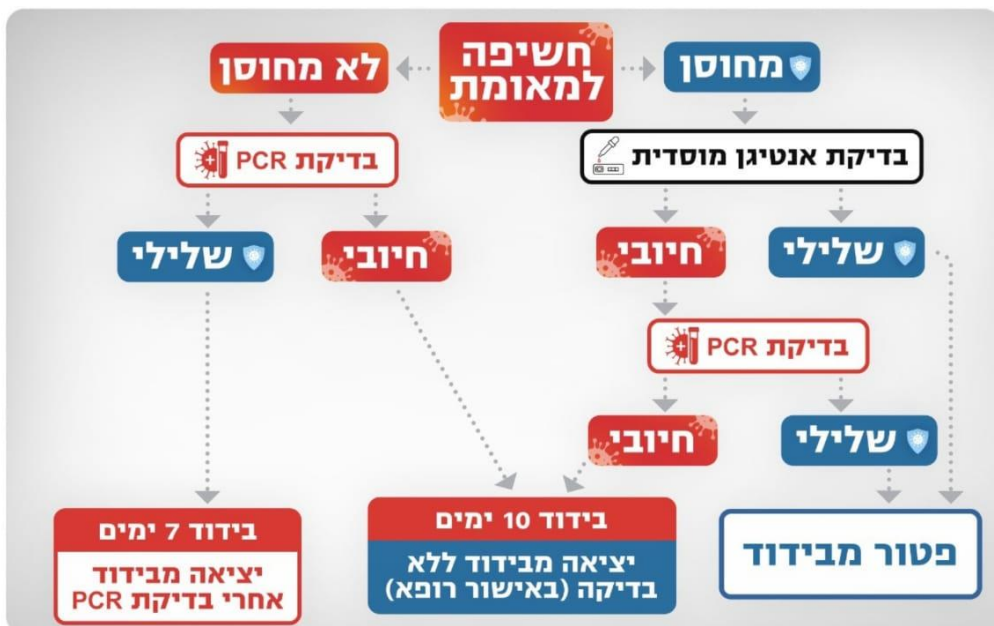 חשיפה
למאומת
מחוסן
לא מחוסן
בדיקת אנטיגן מוסדית
בדיקת PCR
שלילי
חיובי
חיובי
שלילי
בדיקת PCR
שלילי
חיובי
פטור מבידוד
בידוד 10 ימים
יציאה מבידוד ללא
בדיקה (באישור רופא)
בידוד 7 ימים
יציאה מבידוד
אחרי בדיקת PCR